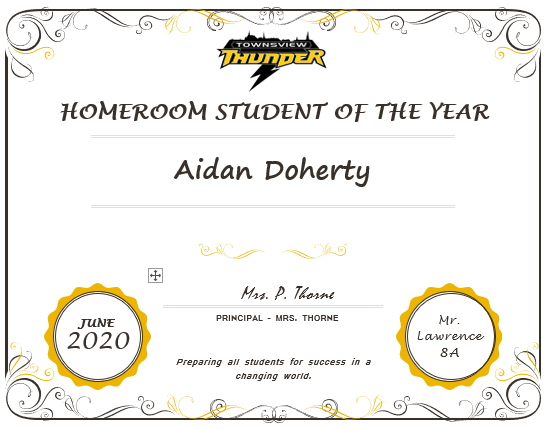 TOWNSVIEW
THUNDER
HOMEROOM STUDENT OF THE YEAR
Aidan Doherty
Mrs. P. Thorne
PRINCIPAL - MRS. THORNE
JUNE
2020
Mr.
Lawrence
8A
Preparing all students for success in a
changing world.